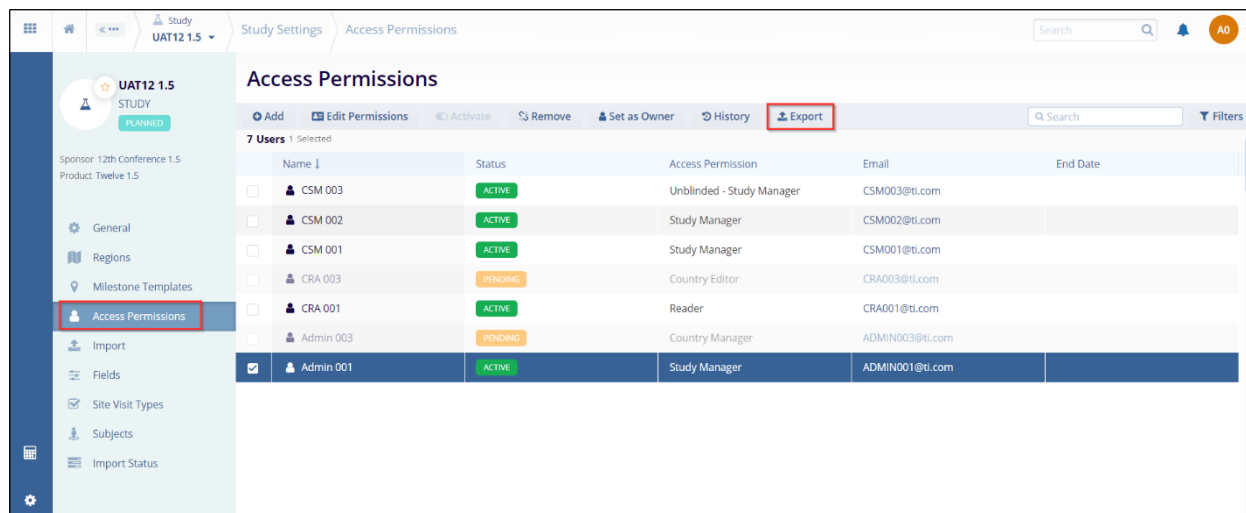 Study
UAT12 1.5
Study Settings
Access Permissions
Search
A0
UAT12 1.5
STUDY
PLANNED
Sponsor 12th Conference 1.5
Product Twelve 1.5
General
Regions
Milestone Templates
Access Permissions
Import
Fields
Site Visit Types
Subjects
Import Status
Access Permissions
Add Edit Permissions Activate Remove Set as Owner History Export Search Filters
7 Users 1 Selected
Name Status Access Permission Email End Date
CSM 003 ACTIVE Unblinded - Study Manager CSM003@ti.com
CSM 002 ACTIVE Study Manager CSM002@ti.com
CSM 001 ACTIVE Study Manager CSM001@ti.com
CRA 003 PENDING Country Editor CRA003@ti.com
CRA 001 ACTIVE Reader CRA001@ti.com
Admin 003 PENDING Country Manager ADMIN003@ti.com
Admin 001 ACTIVE Study Manager ADMIN001@ti.com